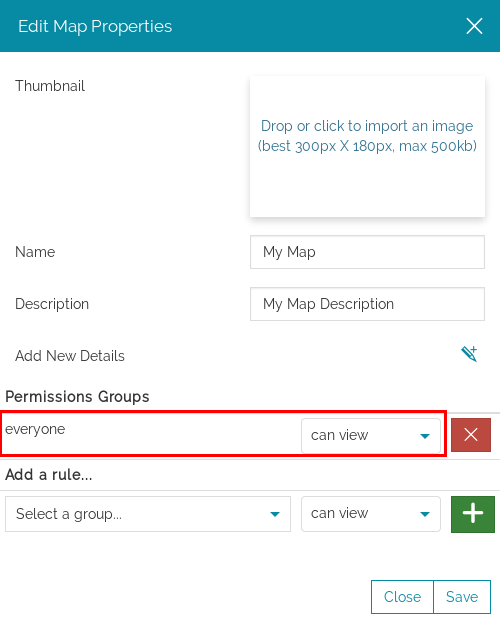 Edit Map Properties
Thumbnail
Drop or click to import an image
(best 300px X 180px, max 500kb)
Name
My Map
Description
My Map Description
Add New Details
Permissions Groups
everyone
can view
Add a rule...
Select a group...
can view
Close
Save